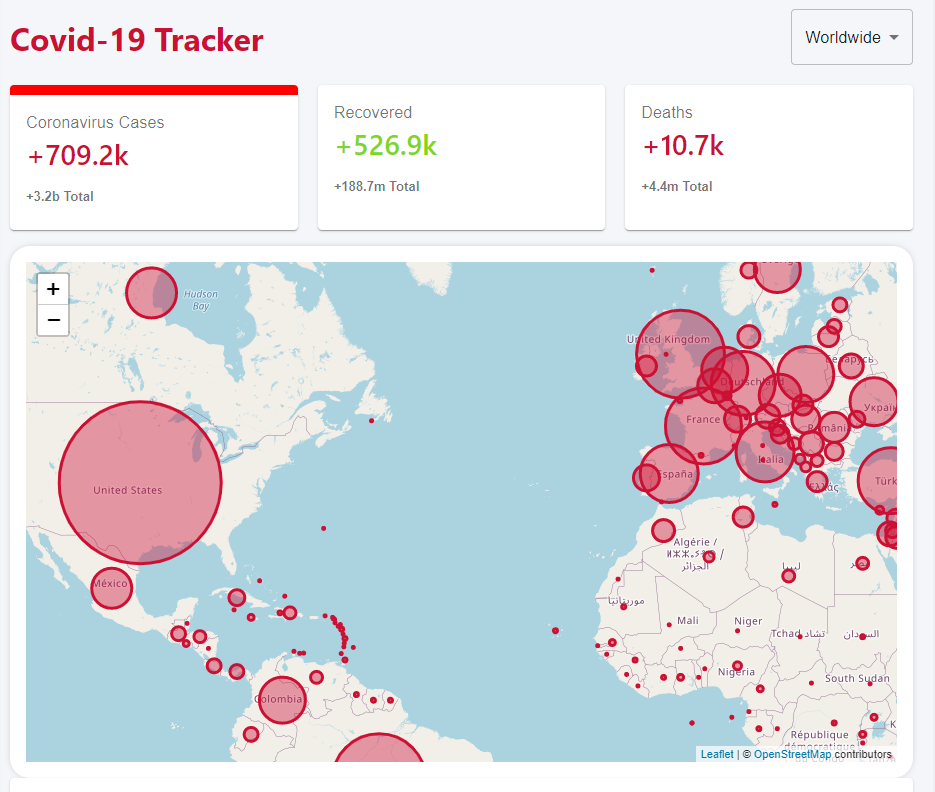 Covid-19 Tracker
Worldwide
Coronavirus Cases
+709.2k
+3.2b Total
Recovered
+526.9k
+188.7m Total
Deaths
+10.7k
+4.4m Total
+
−
Hudson
Bay
United Kingdom
Беларусь
Deutschland
Украї
France
România
Italia
España
Türk
Ελλάς
United States
Algérie /
الجزائر
ليبيا
México
موريتانيا
Mali
Niger
Tchad تشاد
السودان
Nigeria
South Sudan
Colombia
République
démocratique
Leaflet | © OpenStreetMap contributors